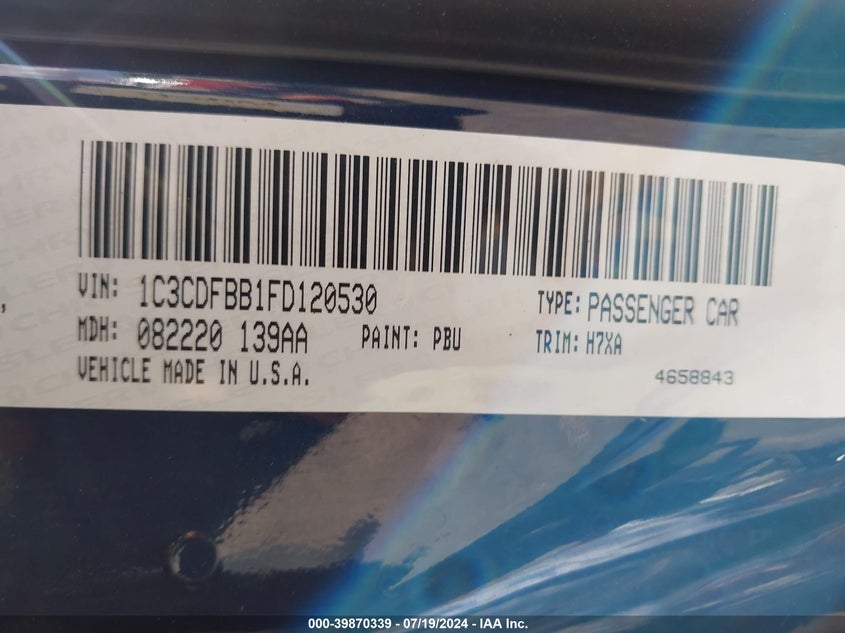 VIN: 1C3CDFBB1FD120530 TYPE: PASSENGER CAR
MDH: 082220 139AA PAINT: PBU TRIM: H7XA
VEHICLE MADE IN U.S.A. 4658843
000-39870339 - 07/19/2024 - IAA Inc.